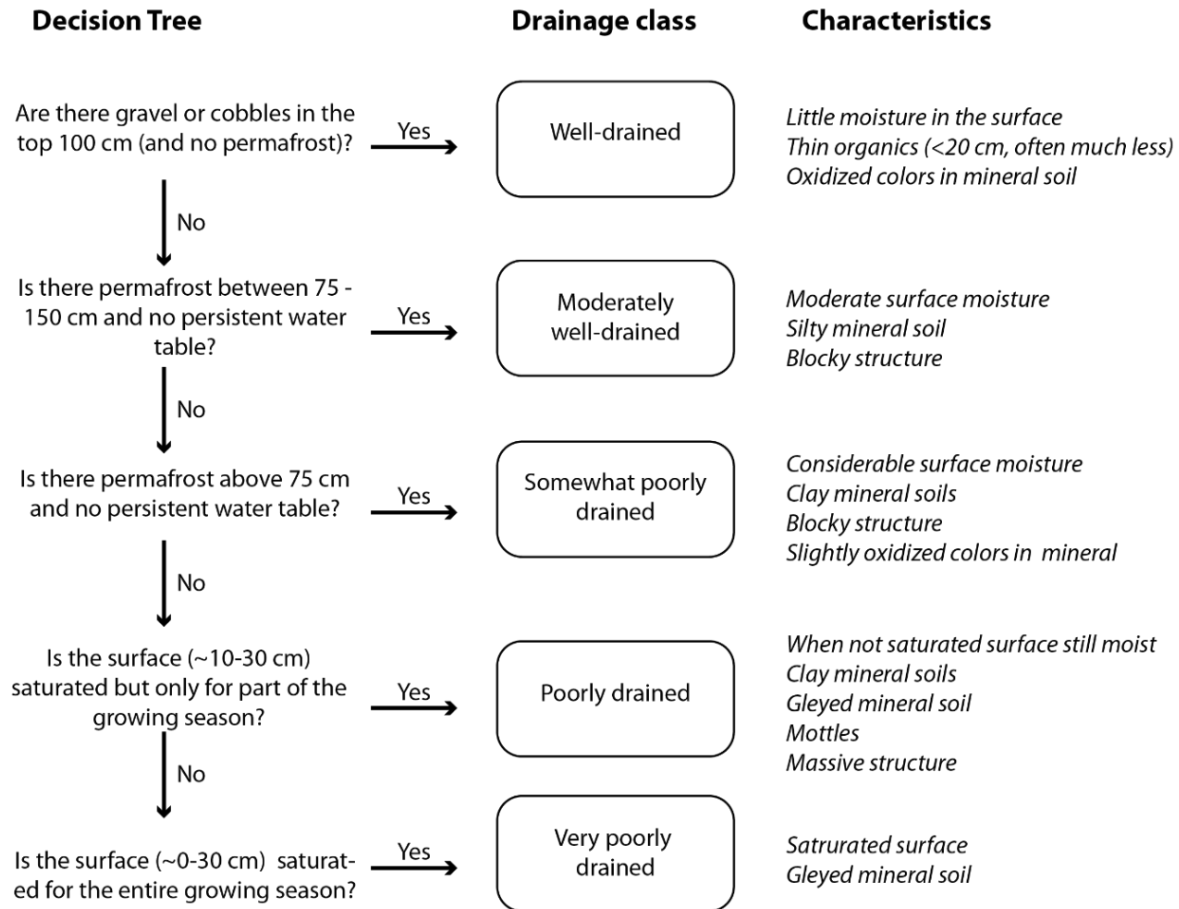 Decision Tree
Drainage class
Characteristics
Are there gravel or cobbles in the
top 100 cm (and no permafrost)?
Yes
Well-drained
Little moisture in the surface
Thin organics (<20 cm, often much less)
Oxidized colors in mineral soil
No
Is there permafrost between 75 -
150 cm and no persistent water
table?
Yes
Moderately
well-drained
Moderate surface moisture
Silty mineral soil
Blocky structure
No
Is there permafrost above 75 cm
and no persistent water table?
Yes
Somewhat poorly
drained
Considerable surface moisture
Clay mineral soils
Blocky structure
Slightly oxidized colors in mineral
No
Is the surface (~10-30 cm)
saturated but only for part of the
growing season?
Yes
Poorly drained
When not saturated surface still moist
Clay mineral soils
Gleyed mineral soil
Mottles
Massive structure
No
Is the surface (~0-30 cm) saturat-
ed for the entire growing season?
Yes
Very poorly
drained
Satrurated surface
Gleyed mineral soil